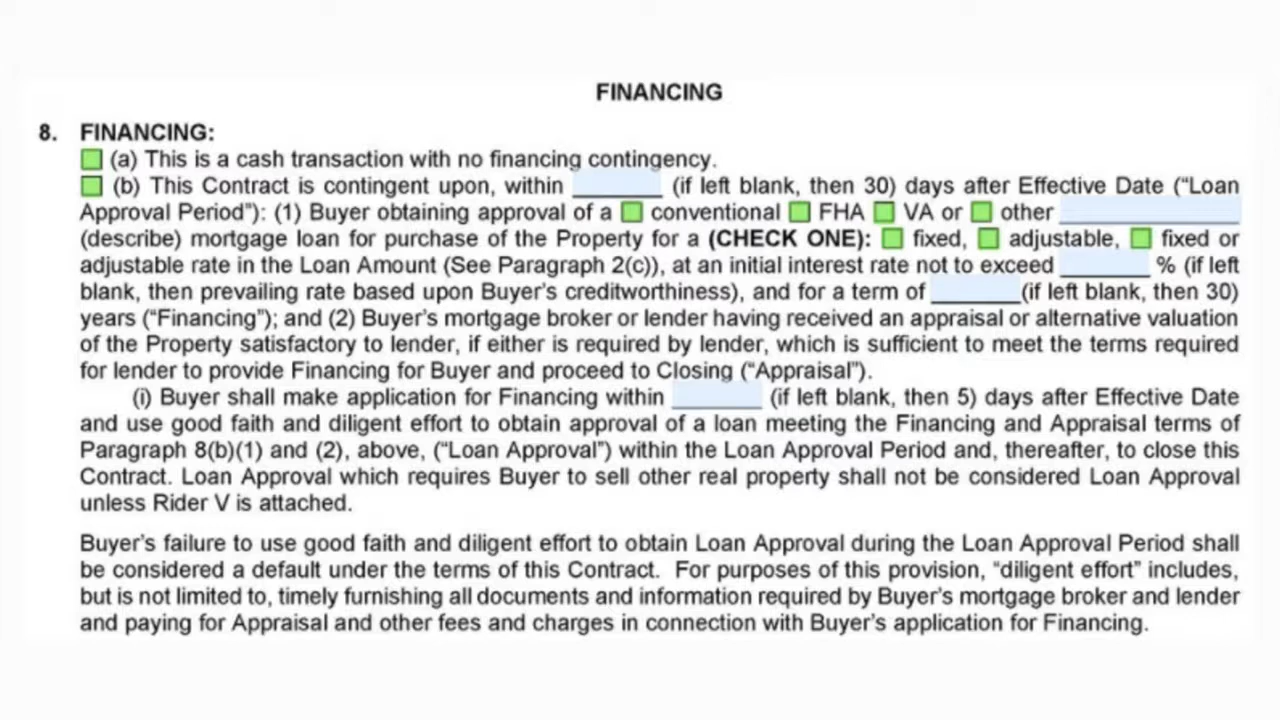 FINANCING
8. FINANCING:
(a) This is a cash transaction with no financing contingency.
(b) This Contract is contingent upon, within (if left blank, then 30) days after Effective Date (“Loan
Approval Period”): (1) Buyer obtaining approval of a conventional FHA VA or other
(describe) mortgage loan for purchase of the Property for a (CHECK ONE): fixed, adjustable, fixed or
adjustable rate in the Loan Amount (See Paragraph 2(c)), at an initial interest rate not to exceed % (if left
blank, then prevailing rate based upon Buyer’s creditworthiness), and for a term of (if left blank, then 30)
years (“Financing”); and (2) Buyer’s mortgage broker or lender having received an appraisal or alternative valuation
of the Property satisfactory to lender, if either is required by lender, which is sufficient to meet the terms required
for lender to provide Financing for Buyer and proceed to Closing (“Appraisal”).
(i) Buyer shall make application for Financing within (if left blank, then 5) days after Effective Date
and use good faith and diligent effort to obtain approval of a loan meeting the Financing and Appraisal terms of
Paragraph 8(b)(1) and (2), above, (“Loan Approval”) within the Loan Approval Period and, thereafter, to close this
Contract. Loan Approval which requires Buyer to sell other real property shall not be considered Loan Approval
unless Rider V is attached.
Buyer’s failure to use good faith and diligent effort to obtain Loan Approval during the Loan Approval Period shall
be considered a default under the terms of this Contract. For purposes of this provision, “diligent effort” includes,
but is not limited to, timely furnishing all documents and information required by Buyer’s mortgage broker and lender
and paying for Appraisal and other fees and charges in connection with Buyer’s application for Financing.